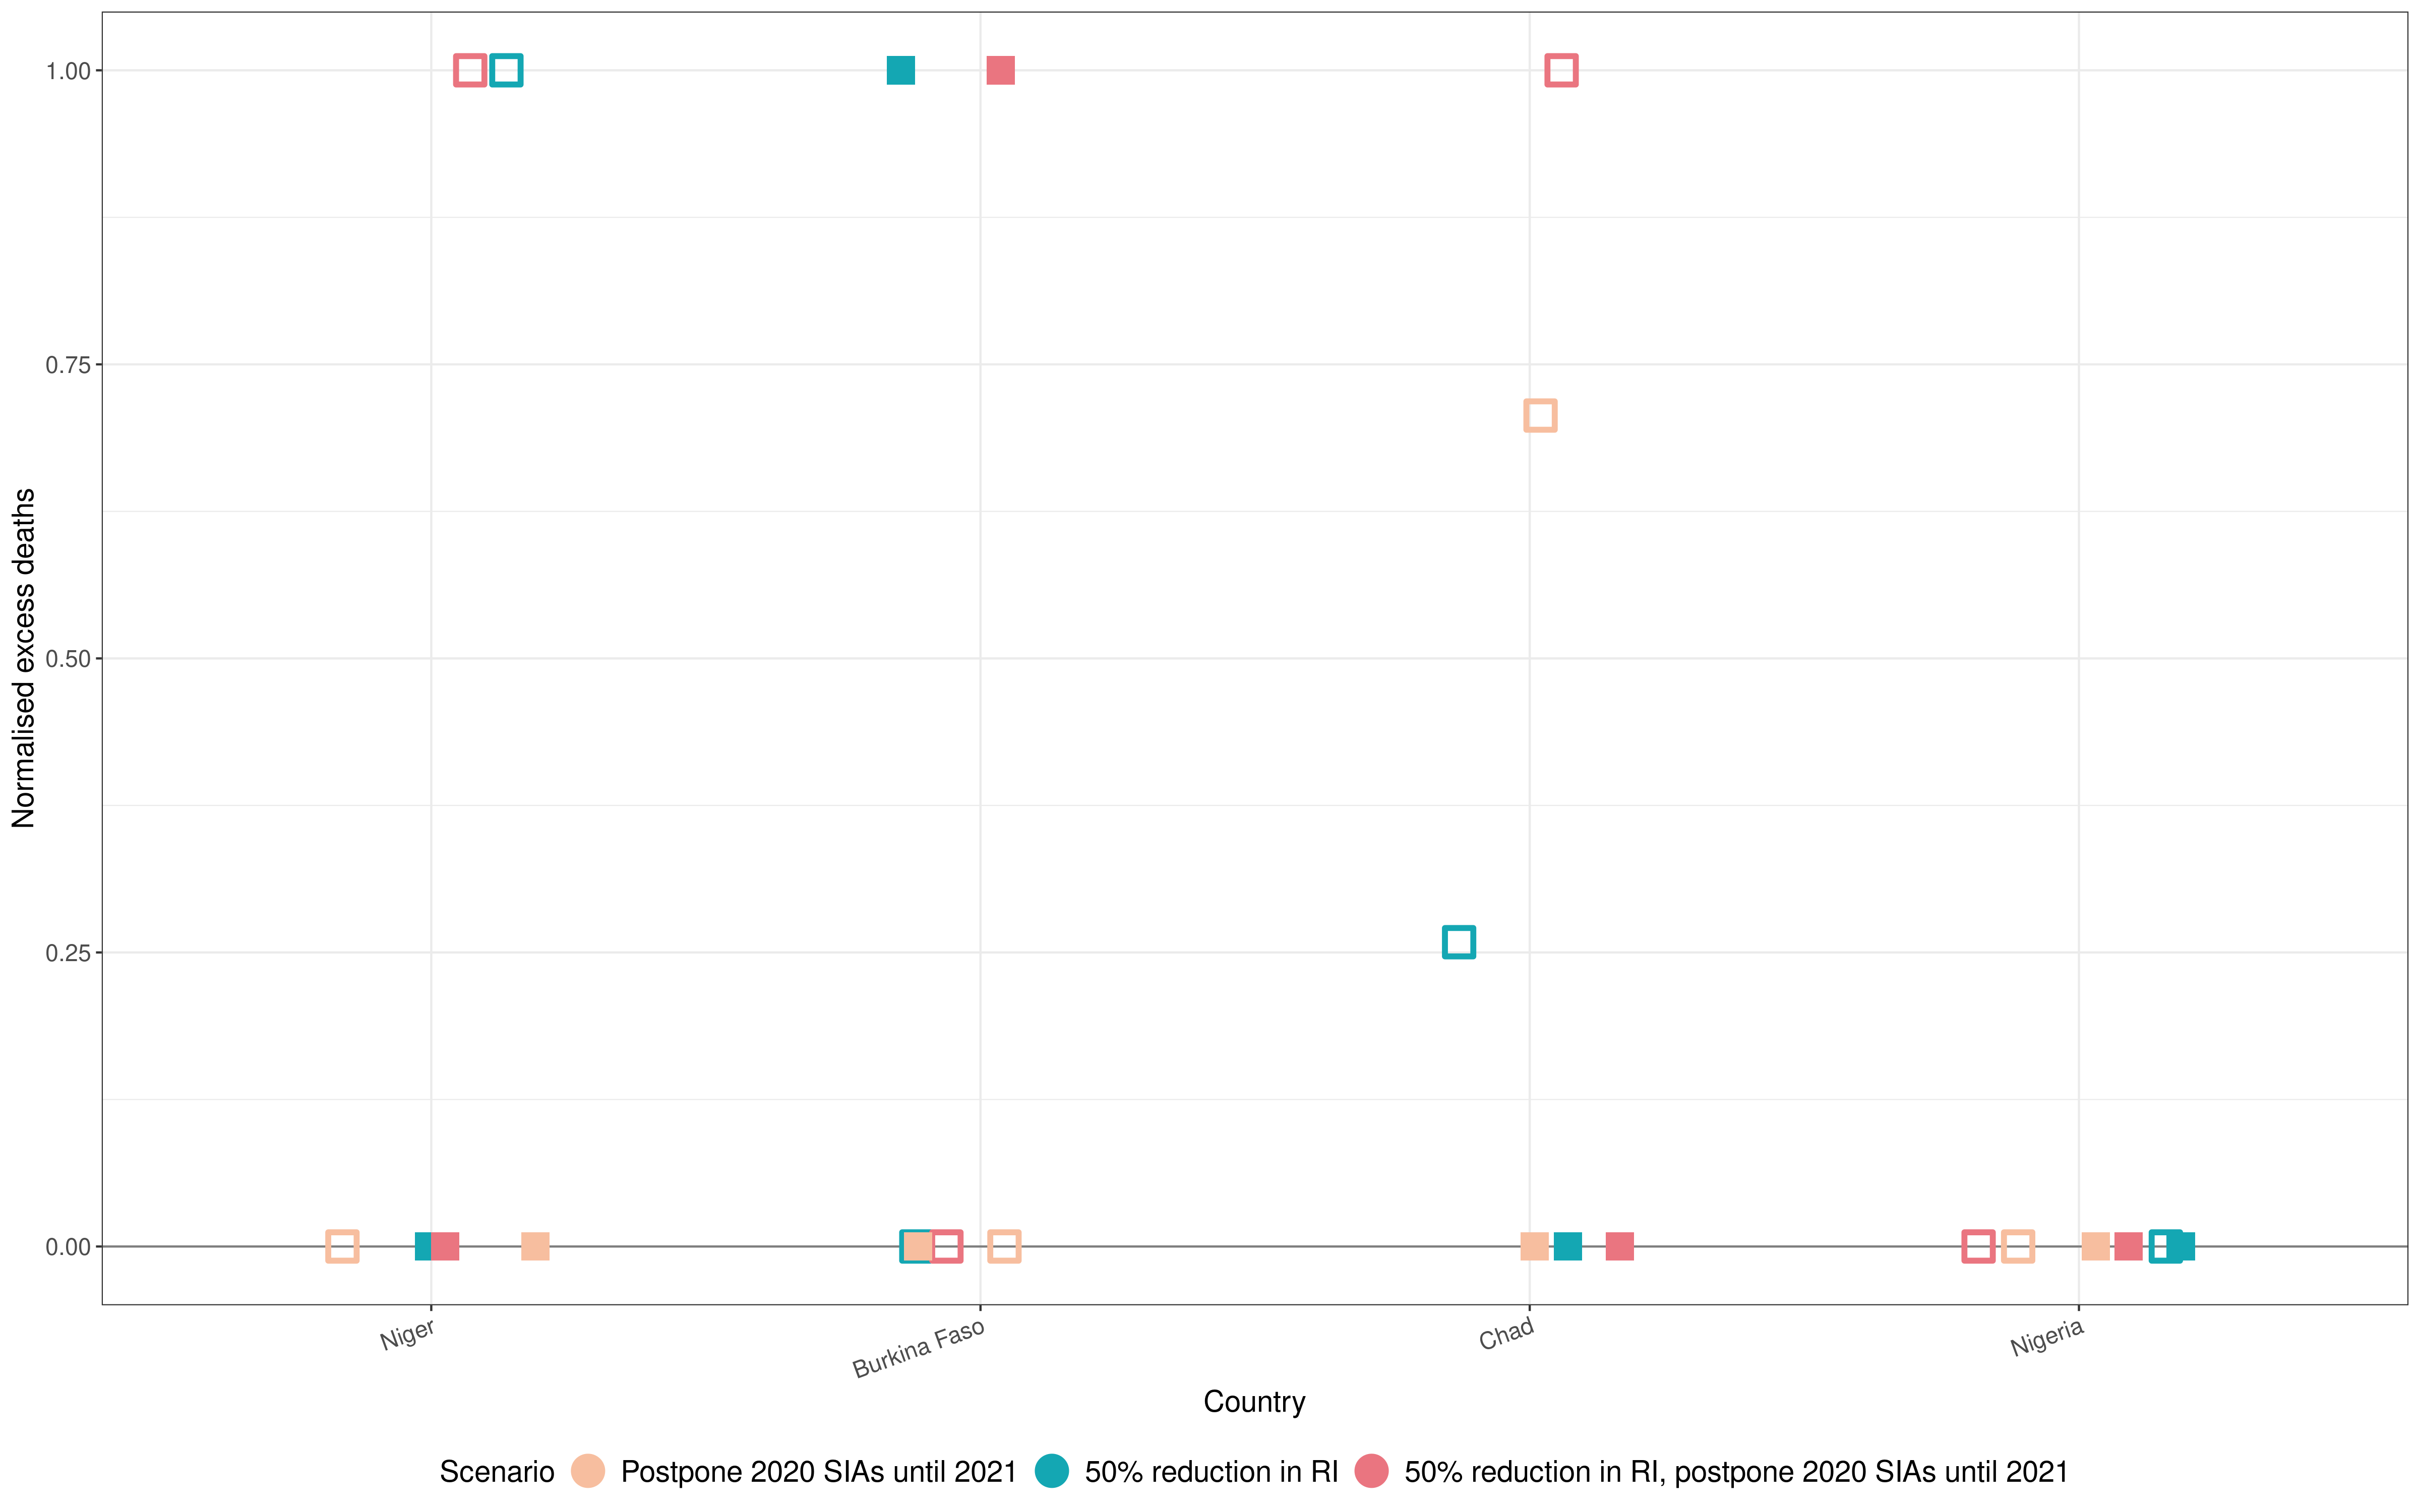 1.00
0.75
0.50
0.25
0.00
Normalised excess deaths
Niger
Burkina Faso
Chad
Nigeria
Country
Scenario Postpone 2020 SIAs until 2021 50% reduction in RI 50% reduction in RI, postpone 2020 SIAs until 2021